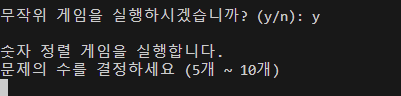 무작위 게임을 실행하시겠습니까? (y/n): y
숫자 정렬 게임을 실행합니다.
문제의 수를 결정하세요 (5개 ~ 10개)